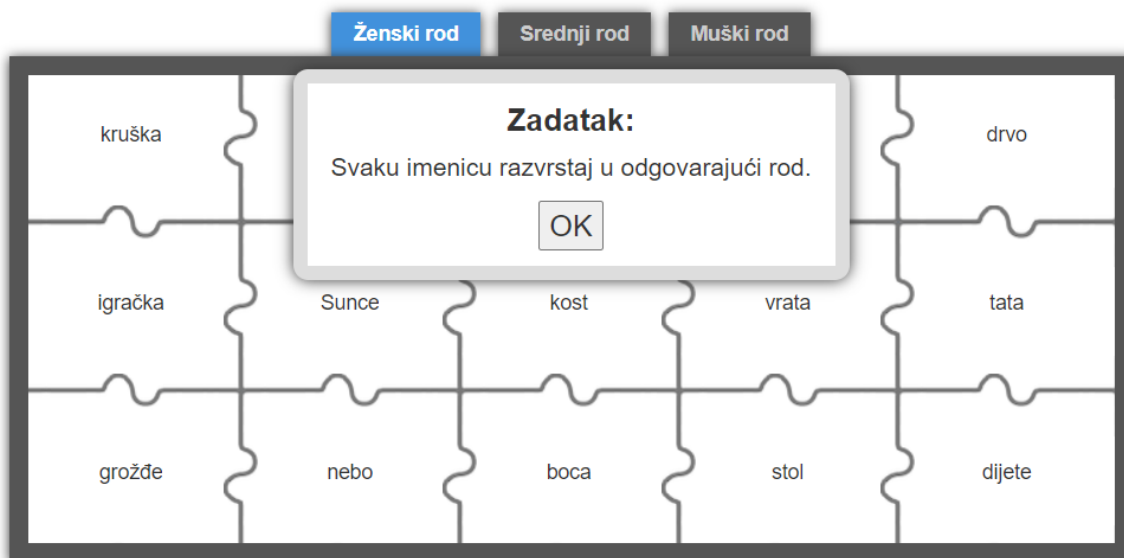 Ženski rod Srednji rod Muški rod
Zadatak:
Svaku imenicu razvrstaj u odgovarajući rod.
OK
kruška drvo
igračka Sunce kost vrata tata
grožđe nebo boca stol dijete